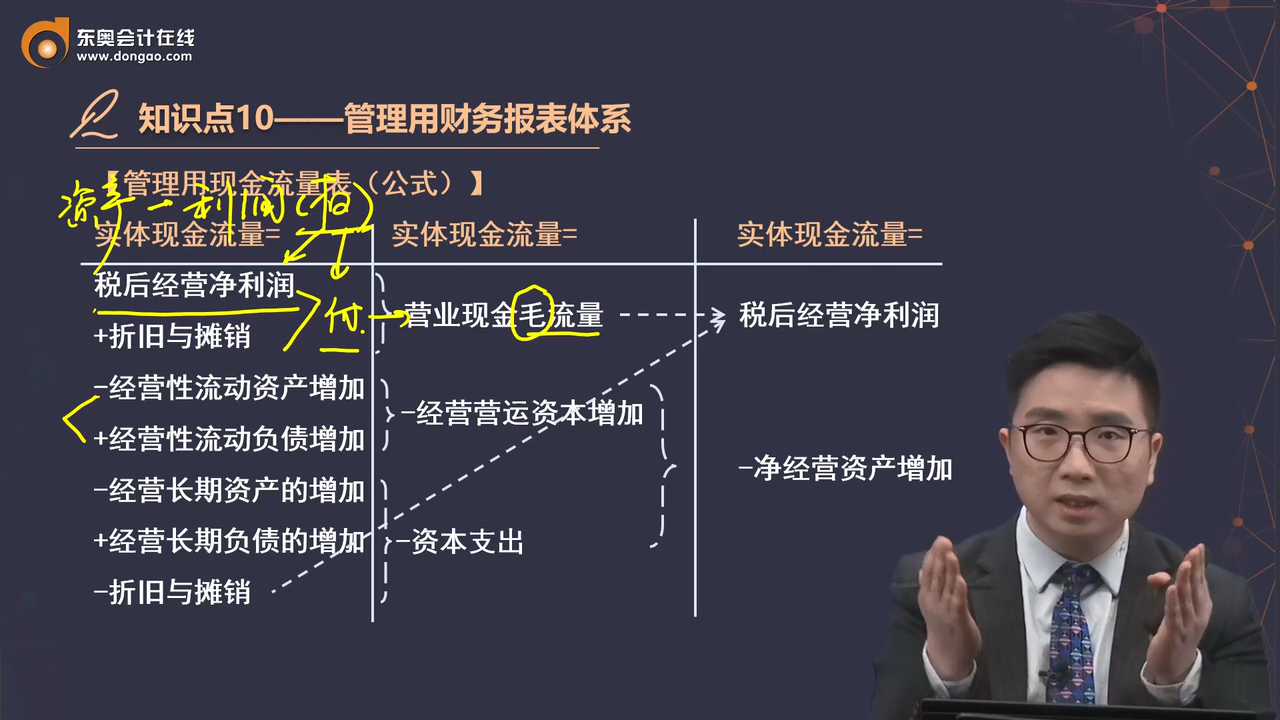 东奥会计在线
www.dongao.com
知识点10——管理用财务报表体系
【管理用现金流量表（公式）】
资产→利润(税)
实体现金流量=
实体现金流量=
实体现金流量=
税后经营净利润
+折旧与摊销
付
营业现金毛流量
税后经营净利润
-经营性流动资产增加
+经营性流动负债增加
-经营营运资本增加
-净经营资产增加
-经营长期资产的增加
+经营长期负债的增加
-折旧与摊销
-资本支出